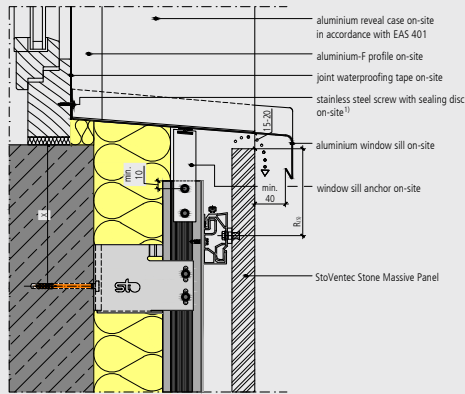 aluminium reveal case on-site
in accordance with EAS 401
aluminium-F profile on-site
joint waterproofing tape on-site
stainless steel screw with sealing disc
on-site¹⁾
aluminium window sill on-site
15-20
min.
10
min.
40
window sill anchor on-site
X
sto
StoVentec Stone Massive Panel